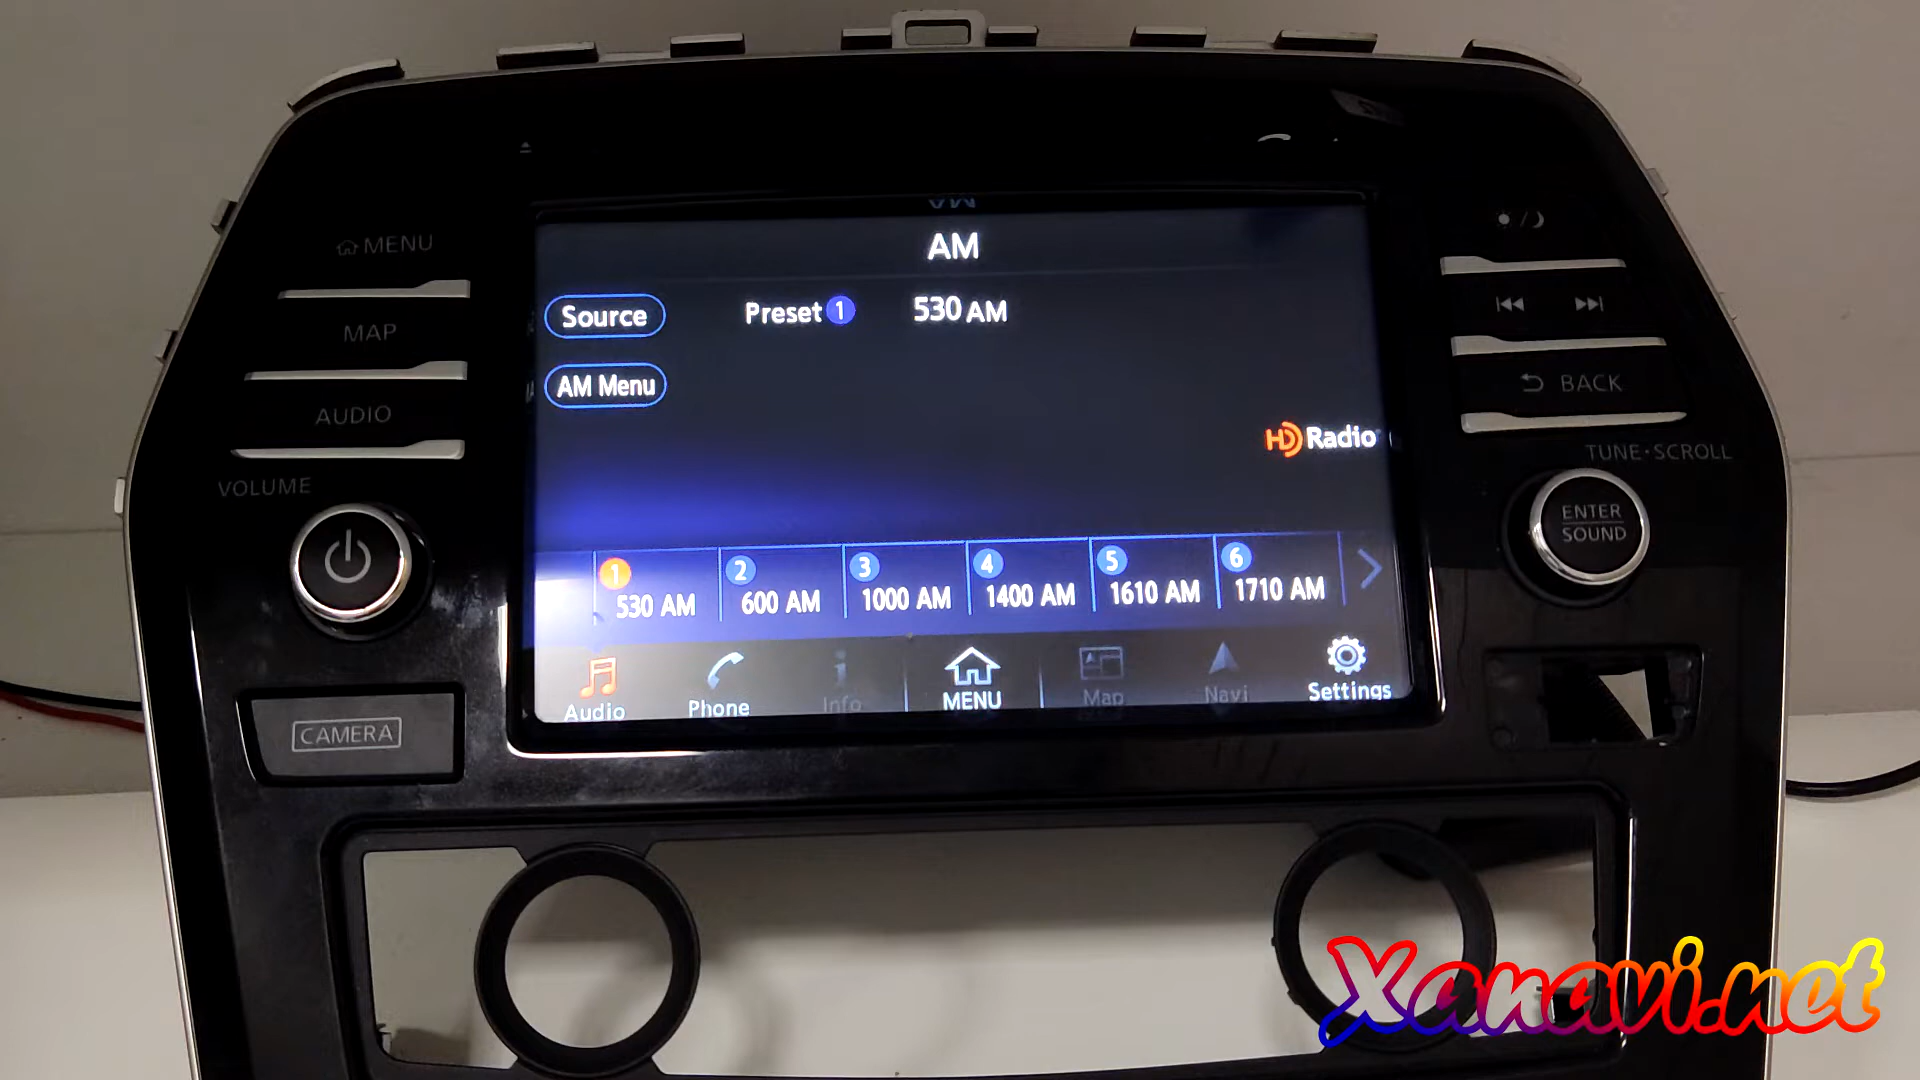 MENU
MAP
AUDIO
VOLUME
CAMERA
AM
Source
Preset 1 530 AM
AM Menu
HD Radio
1 530 AM
2 600 AM
3 1000 AM
4 1400 AM
5 1610 AM
6 1710 AM
Audio
Phone
Info
MENU
Map
Navi
Settings
BACK
TUNE·SCROLL
ENTER
SOUND
Xanavi.net